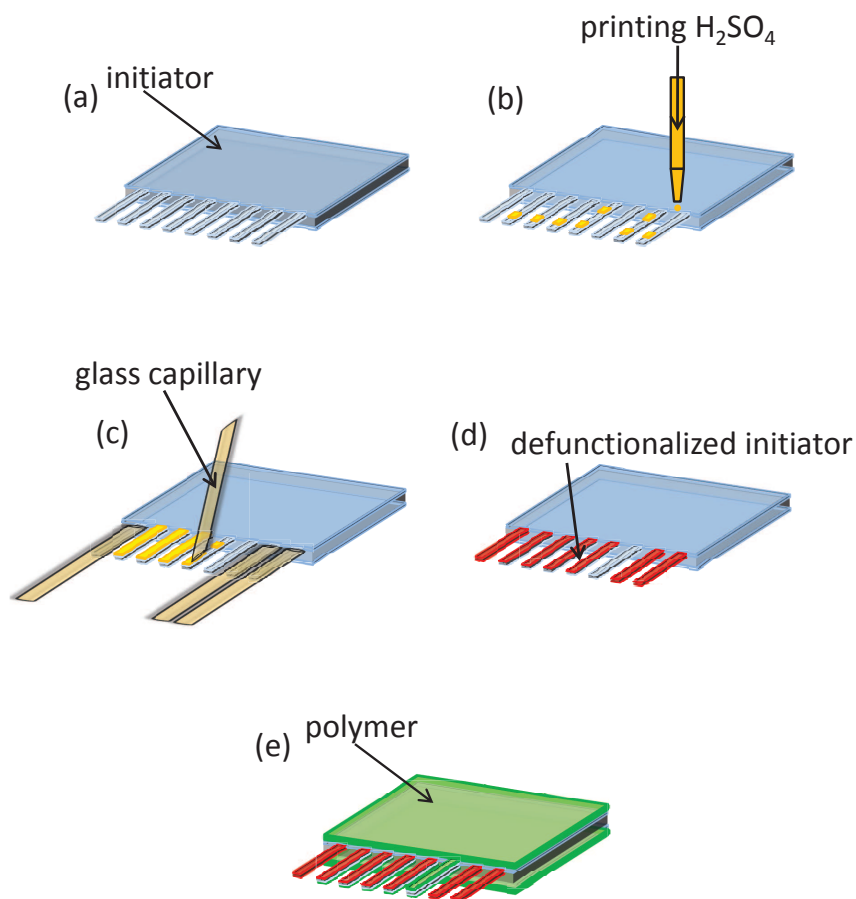 printing H₂SO₄
(a)
initiator
(b)
glass capillary
(c)
(d)
defunctionalized initiator
(e)
polymer